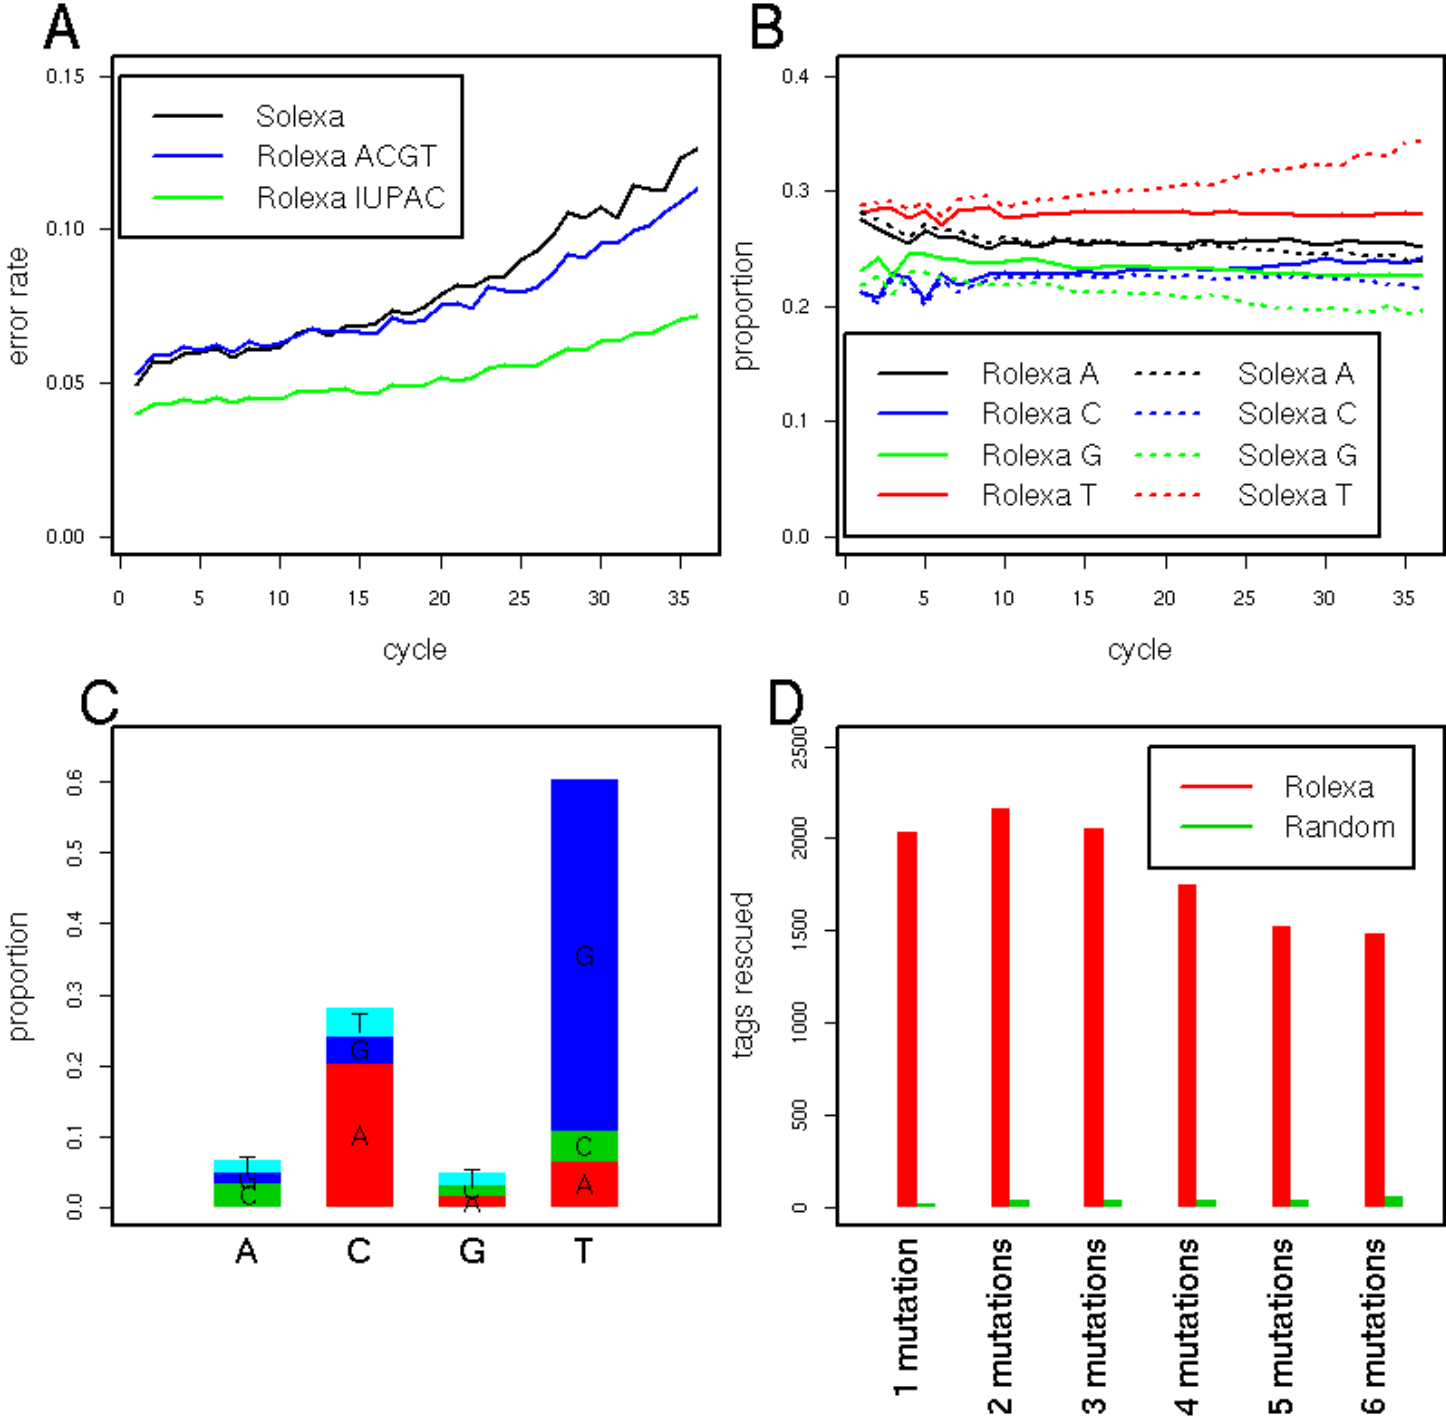 A
0.15
0.10
0.05
0.00
error rate
Solexa
Rolexa ACGT
Rolexa IUPAC
0 5 10 15 20 25 30 35
cycle
B
0.4
0.3
0.2
0.1
0.0
proportion
Rolexa A Solexa A
Rolexa C Solexa C
Rolexa G Solexa G
Rolexa T Solexa T
0 5 10 15 20 25 30 35
cycle
C
0.6
0.5
0.4
0.3
0.2
0.1
0.0
proportion
T
G
C
T
G
A
T
C
A
G
C
A
A C G T
D
2500
2000
1500
1000
500
0
tags rescued
Rolexa
Random
1 mutation
2 mutations
3 mutations
4 mutations
5 mutations
6 mutations